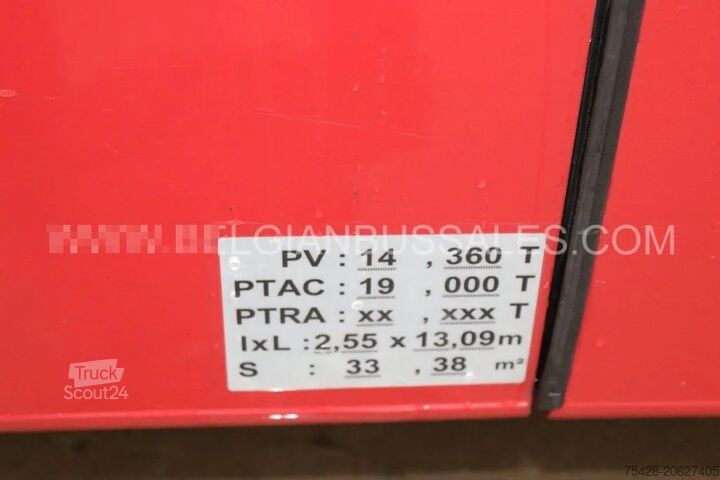 LGIANBUSSALES.COM
PV : 14 , 360 T
PTAC : 19 , 000 T
PTRA : xx , xxx T
lxL : 2,55 x 13,09m
S : 33 , 38 m²
Truck
Scout24
75428-20627405